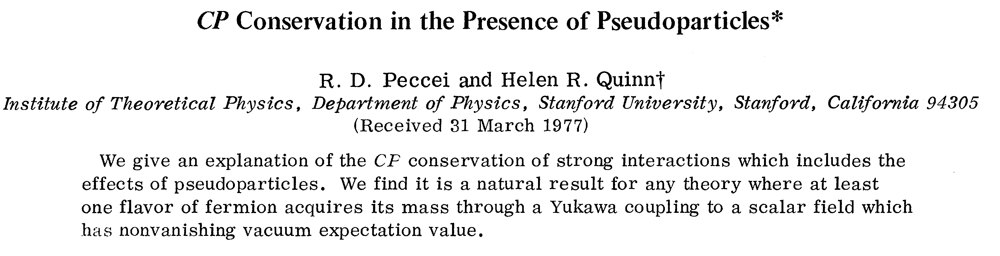 CP Conservation in the Presence of Pseudoparticles*
R. D. Peccei and Helen R. Quinn†
Institute of Theoretical Physics, Department of Physics, Stanford University, Stanford, California 94305
(Received 31 March 1977)
We give an explanation of the CP conservation of strong interactions which includes the
effects of pseudoparticles. We find it is a natural result for any theory where at least
one flavor of fermion acquires its mass through a Yukawa coupling to a scalar field which
has nonvanishing vacuum expectation value.